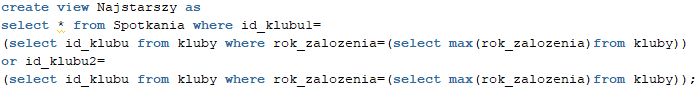 create view Najstarszy as
select * from Spotkania where id_klubu1=
(select id_klubu from kluby where rok_zalozenia=(select max(rok_zalozenia)from kluby))
or id_klubu2=
(select id_klubu from kluby where rok_zalozenia=(select max(rok_zalozenia)from kluby));